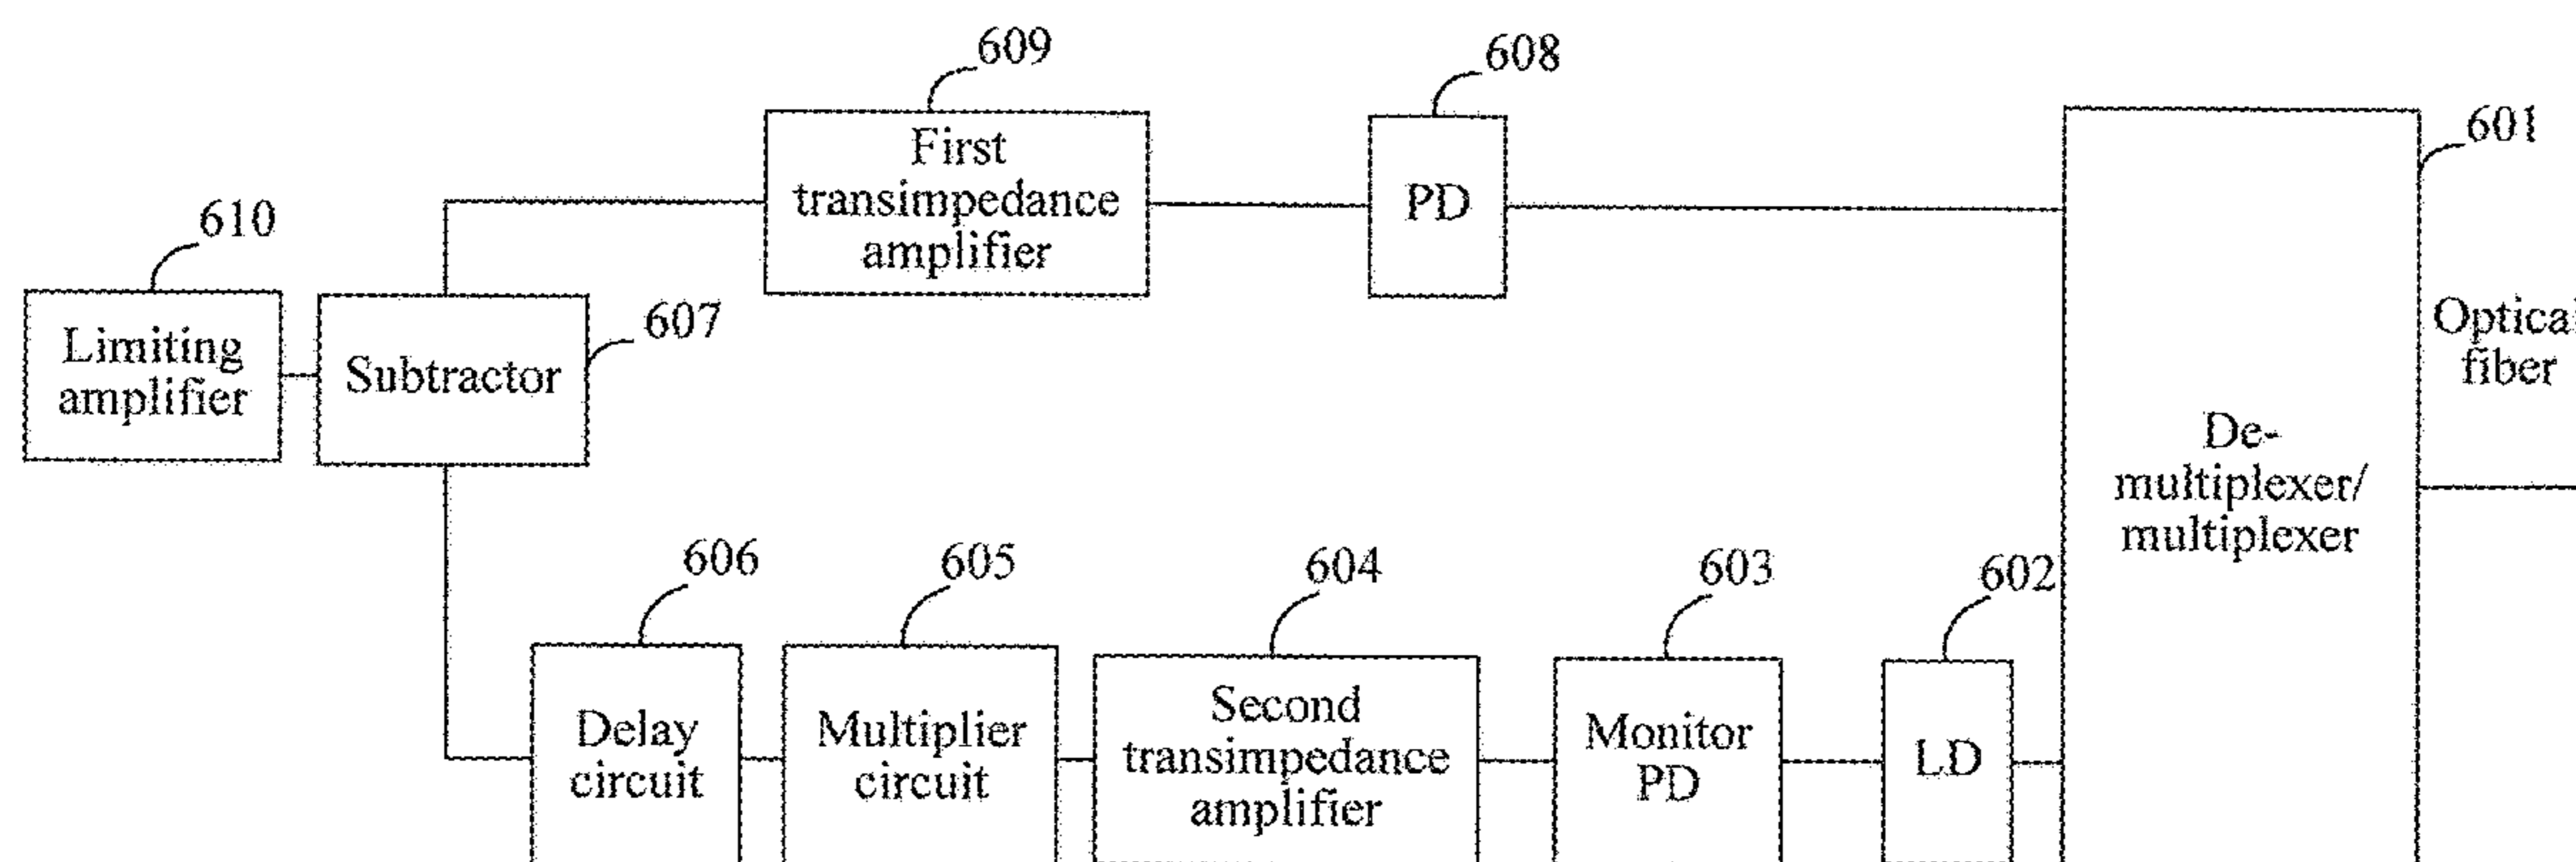 609
608
601
First
transimpedance
amplifier
PD
610
607
Limiting
amplifier
Subtractor
Optical
fiber
De-
multiplexer/
multiplexer
606
605
604
603
602
Delay
circuit
Multiplier
circuit
Second
transimpedance
amplifier
Monitor
PD
LD